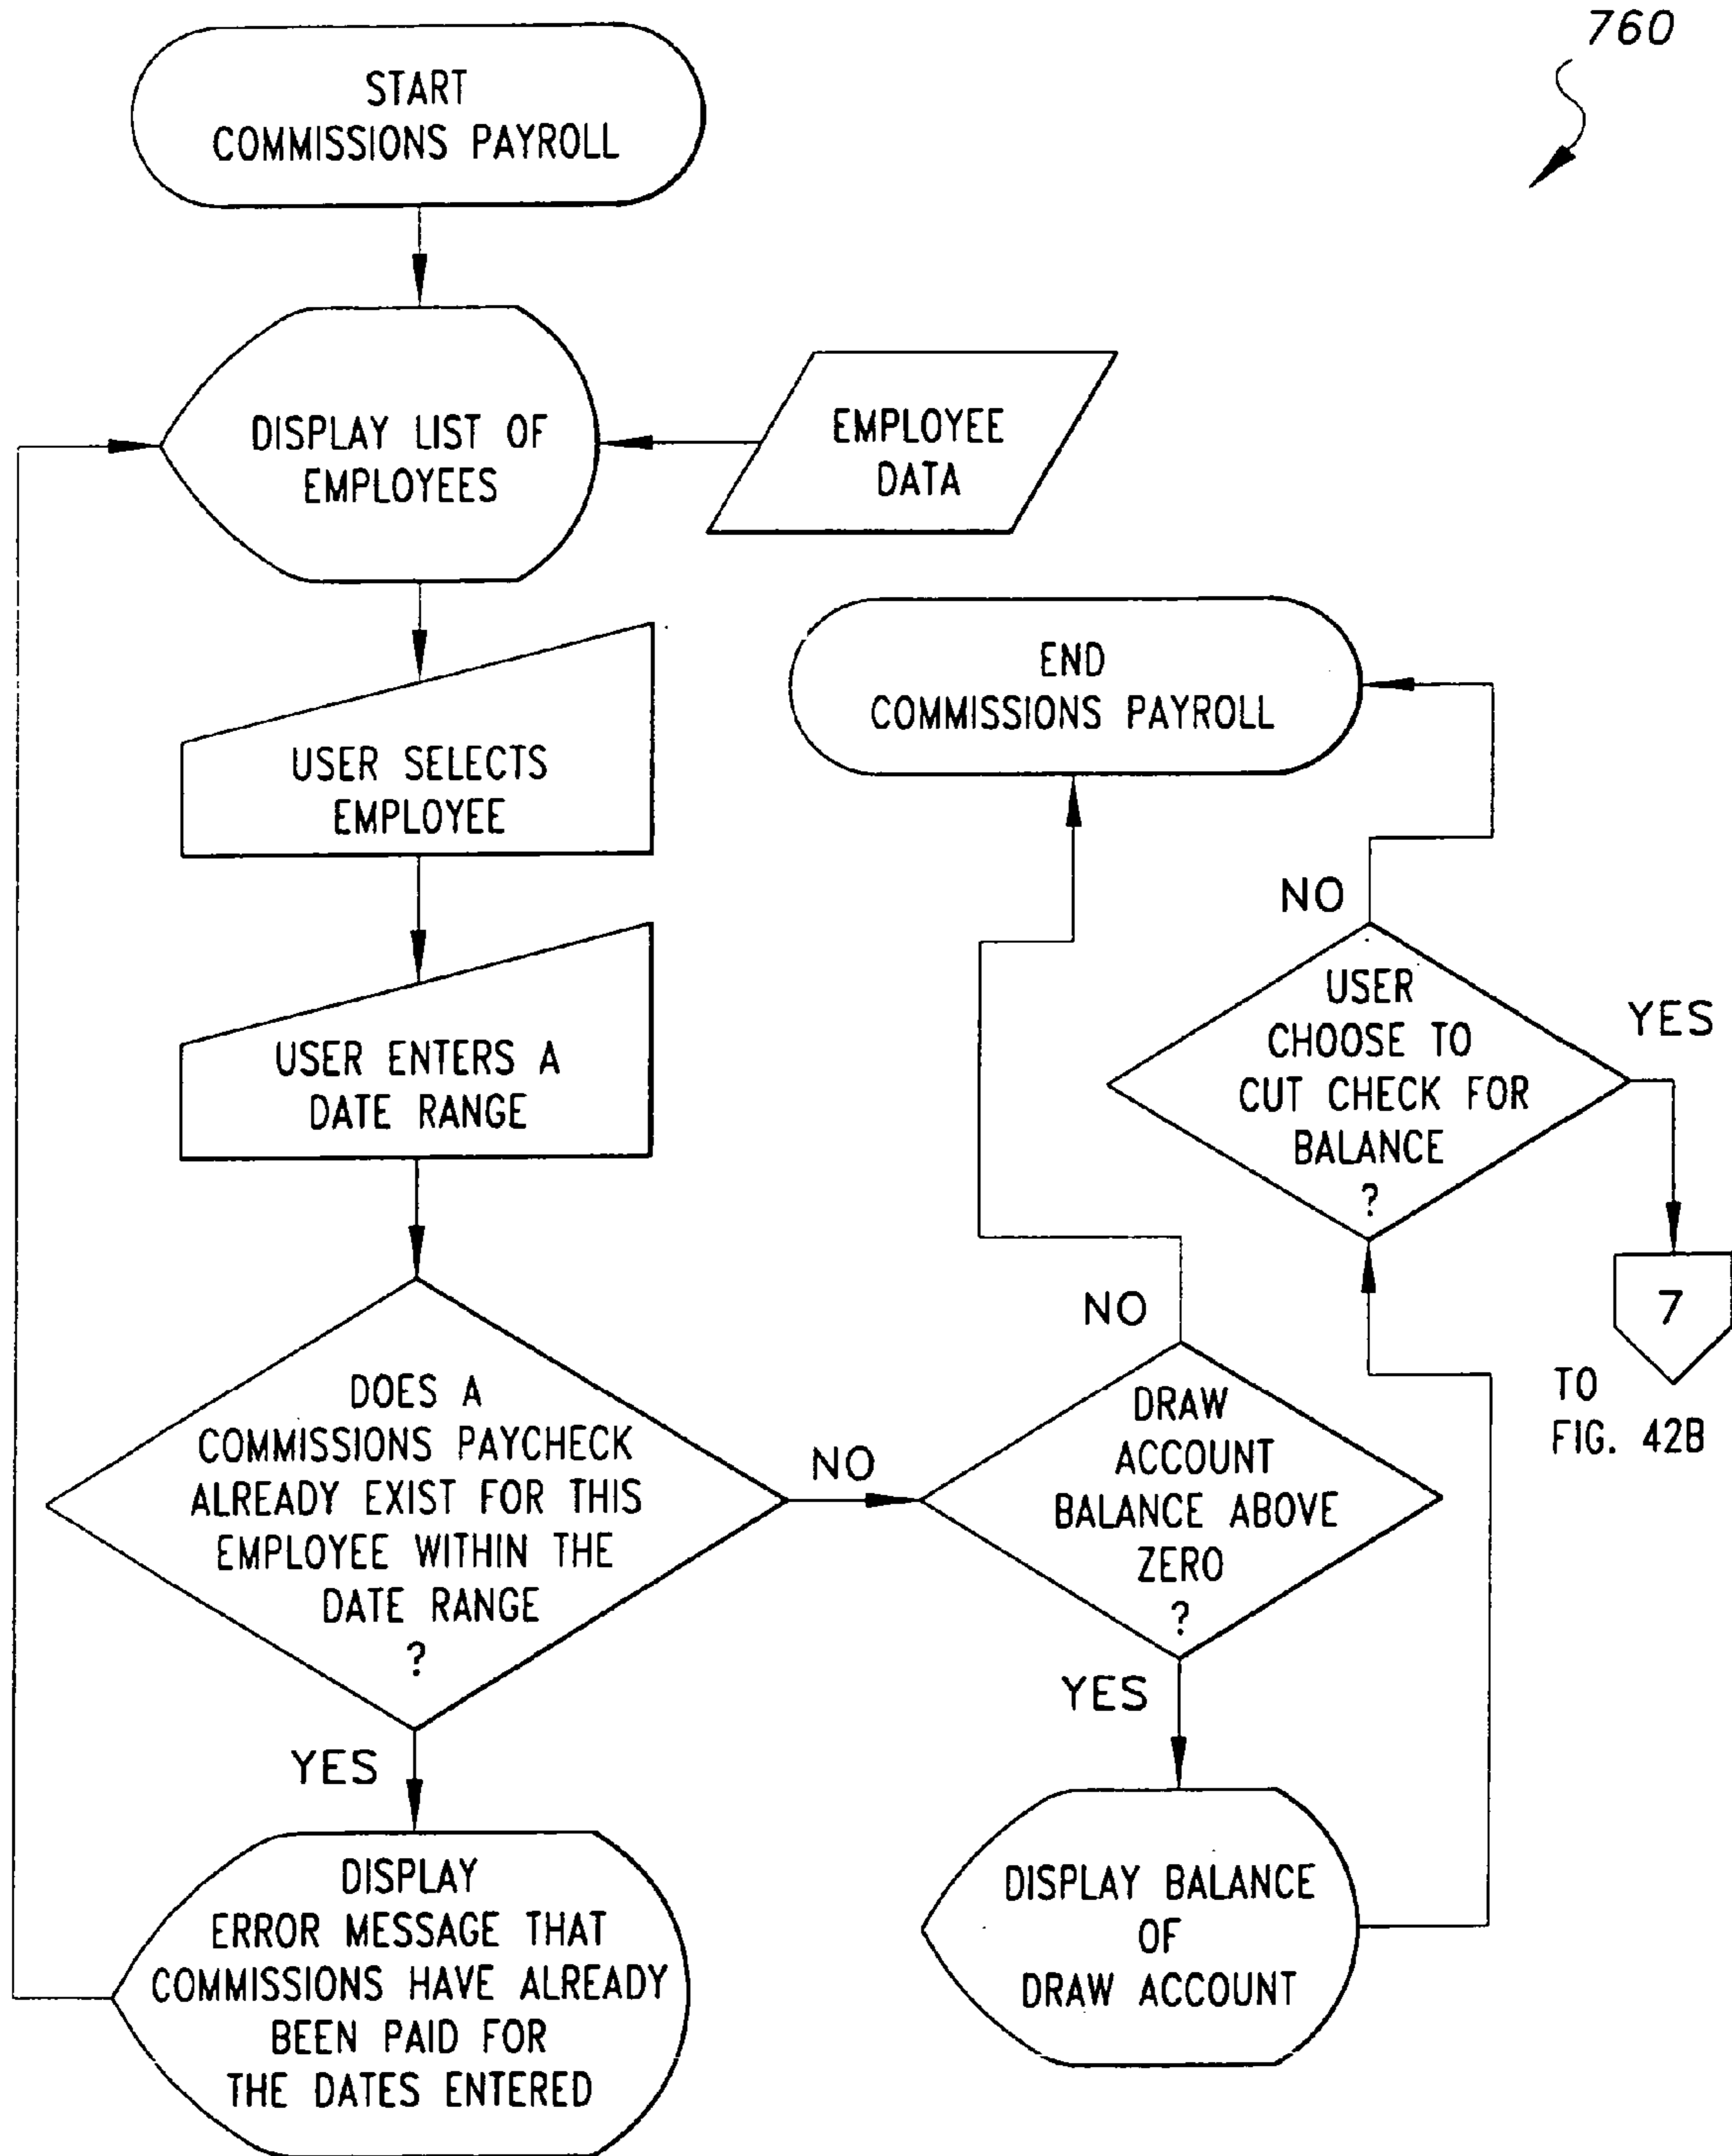 760
START
COMMISSIONS PAYROLL
DISPLAY LIST OF
EMPLOYEES
EMPLOYEE
DATA
USER SELECTS
EMPLOYEE
END
COMMISSIONS PAYROLL
USER ENTERS A
DATE RANGE
NO
USER
CHOOSE TO
CUT CHECK FOR
BALANCE
?
YES
7
TO
FIG. 42B
DOES A
COMMISSIONS PAYCHECK
ALREADY EXIST FOR THIS
EMPLOYEE WITHIN THE
DATE RANGE
?
NO
NO
DRAW
ACCOUNT
BALANCE ABOVE
ZERO
?
YES
YES
DISPLAY
ERROR MESSAGE THAT
COMMISSIONS HAVE ALREADY
BEEN PAID FOR
THE DATES ENTERED
DISPLAY BALANCE
OF
DRAW ACCOUNT